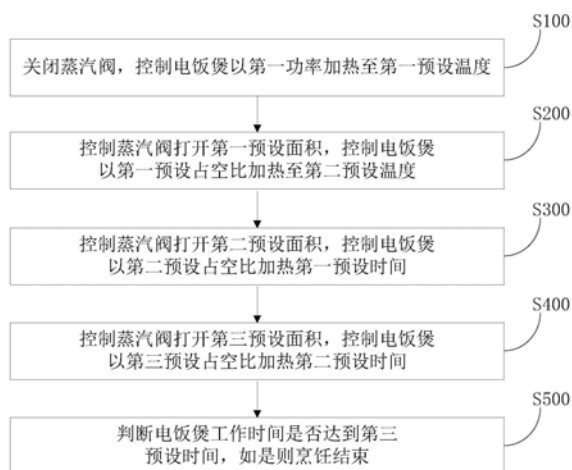 S100
关闭蒸汽阀，控制电饭煲以第一功率加热至第一预设温度
S200
控制蒸汽阀打开第一预设面积，控制电饭煲
以第一预设占空比加热至第二预设温度
S300
控制蒸汽阀打开第二预设面积，控制电饭煲
以第二预设占空比加热第一预设时间
S400
控制蒸汽阀打开第三预设面积，控制电饭煲
以第三预设占空比加热第二预设时间
S500
判断电饭煲工作时间是否达到第三
预设时间，如是则烹饪结束